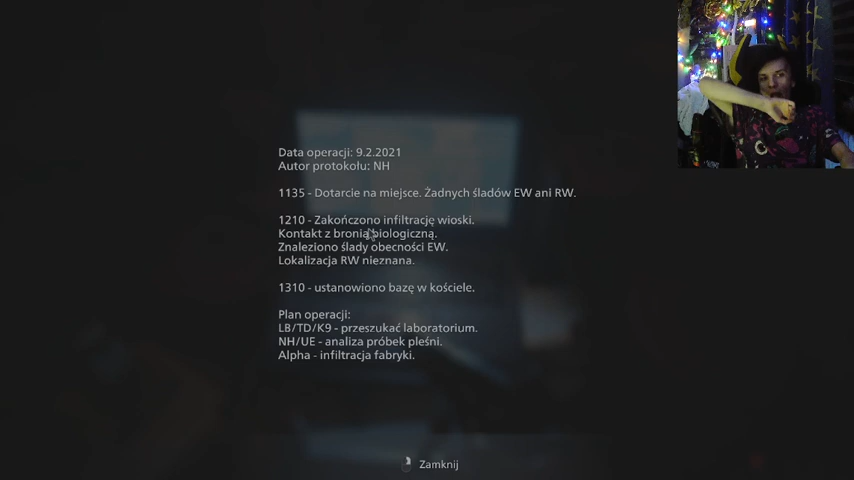 Data operacji: 9.2.2021
Autor protokołu: NH
1135 - Dotarcie na miejsce. Żadnych śladów EW ani RW.
1210 - Zakończono infiltrację wioski.
Kontakt z bronią biologiczną.
Znaleziono ślady obecności EW.
Lokalizacja RW nieznana.
1310 - ustanowiono bazę w kościele.
Plan operacji:
LB/TD/K9 - przeszukać laboratorium.
NH/UE - analiza próbek pleśni.
Alpha - infiltracja fabryki.
Zamknij